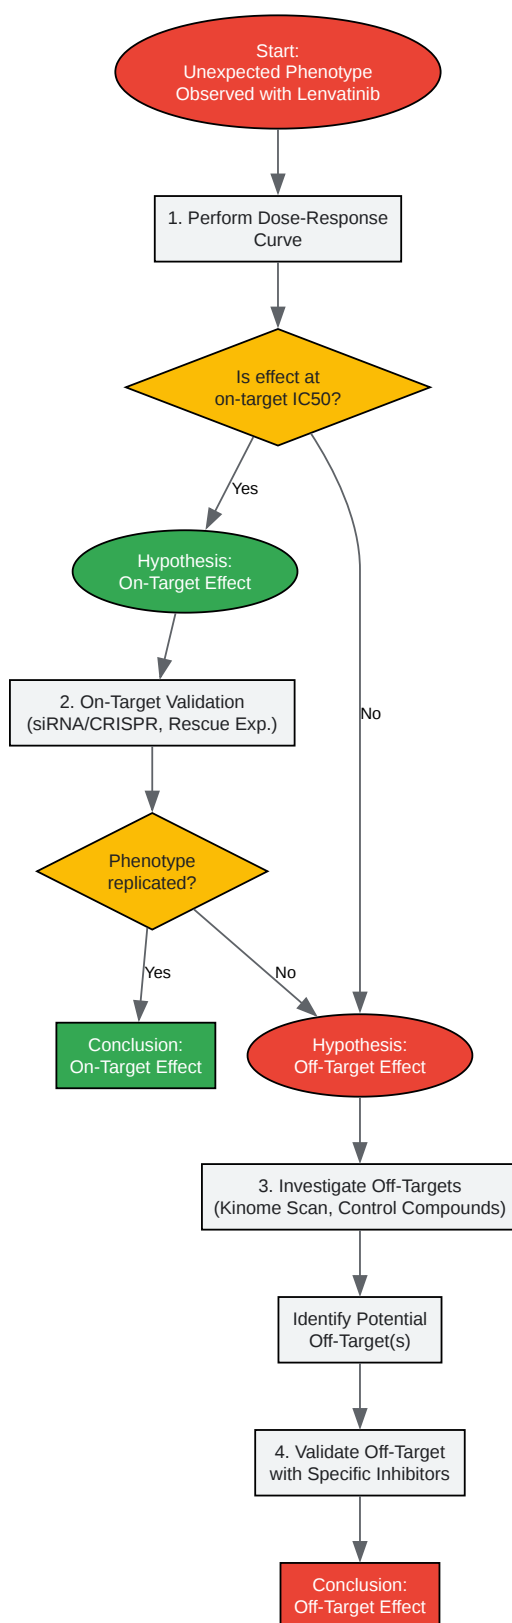 Start:
Unexpected Phenotype
Observed with Lenvatinib
1. Perform Dose-Response
Curve
Is effect at
on-target IC50?
Yes
Hypothesis:
On-Target Effect
2. On-Target Validation
(siRNA/CRISPR, Rescue Exp.)
No
Phenotype
replicated?
Yes
No
Conclusion:
On-Target Effect
Hypothesis:
Off-Target Effect
3. Investigate Off-Targets
(Kinome Scan, Control Compounds)
Identify Potential
Off-Target(s)
4. Validate Off-Target
with Specific Inhibitors
Conclusion:
Off-Target Effect